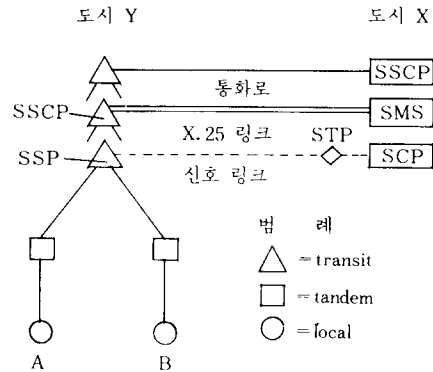 도시 Y 도시 X
SSCP
통화로
SSCP SMS
X.25 링크 STP
SSP SCP
신호 링크
범 례
= transit
= tandem
= local
A B